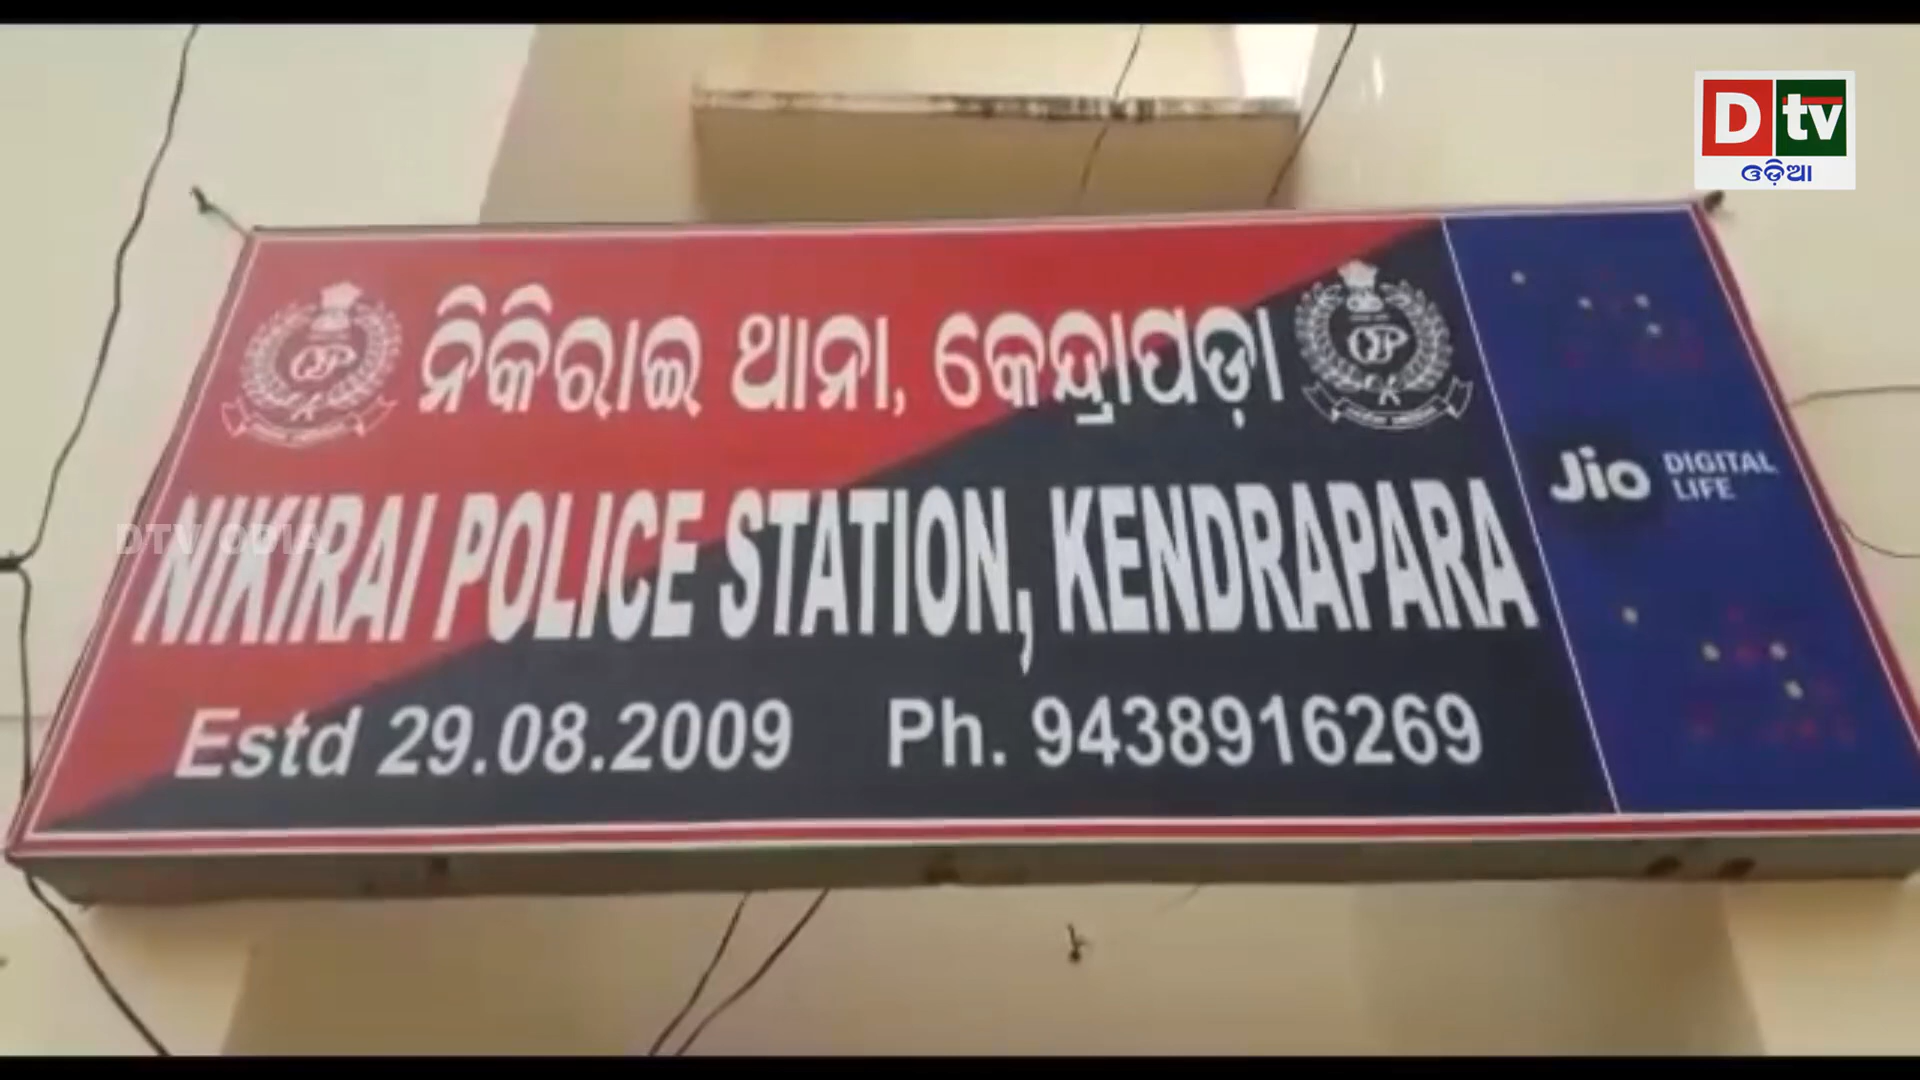 D tv
ଓଡ଼ିଆ
ନିକିରାଇ ଥାନା, କେନ୍ଦ୍ରାପଡ଼ା
NIKIRAI POLICE STATION, KENDRAPARA
Estd 29.08.2009 Ph. 9438916269
Jio DIGITAL LIFE
DTV ODIA